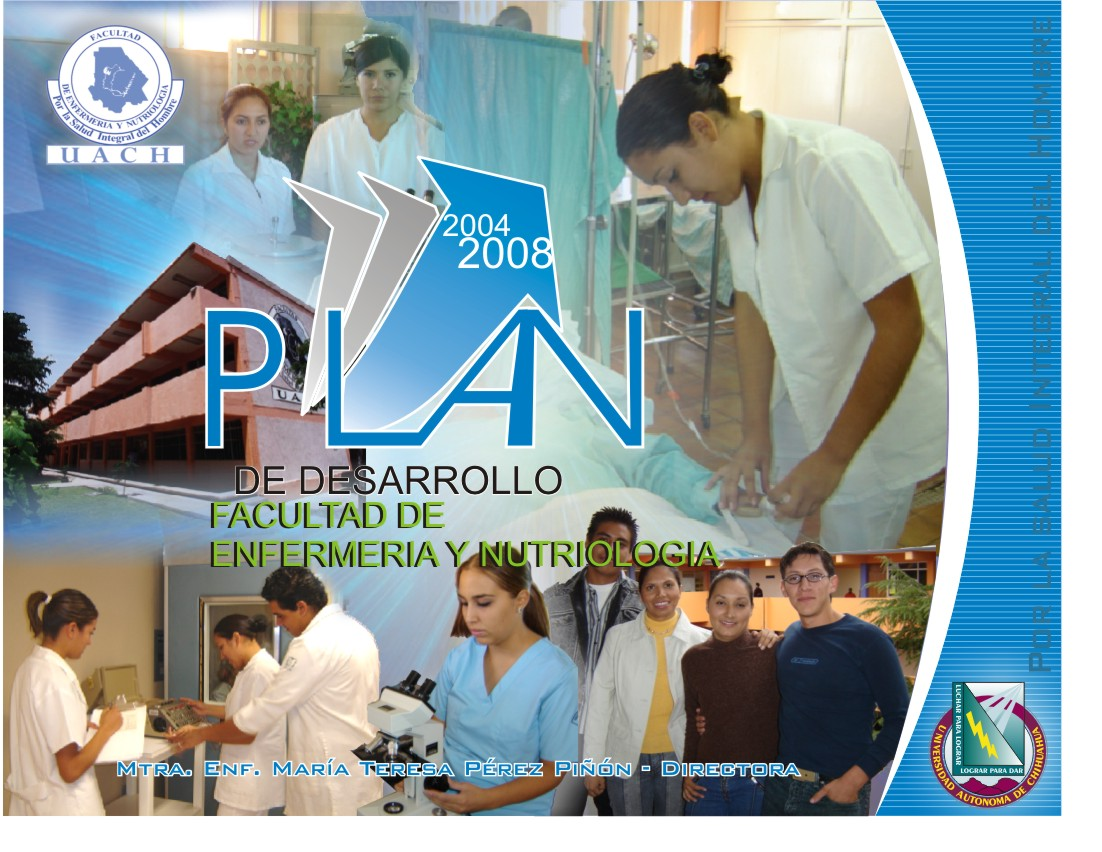 FACULTAD
DE ENFERMERIA Y NUTRIOLOGIA
Por la Salud Integral del Hombre
UACH
2004
2008
PLAN
UA
DE DESARROLLO
FACULTAD DE
ENFERMERIA Y NUTRIOLOGIA
MTRA. ENF. MARÍA TERESA PÉREZ PIÑÓN - DIRECTORA
POR LA SALUD INTEGRAL DEL HOMBRE
LUCHAR PARA LOGRAR
LOGRAR PARA DAR
UNIVERSIDAD AUTONOMA DE CHIHUAHUA